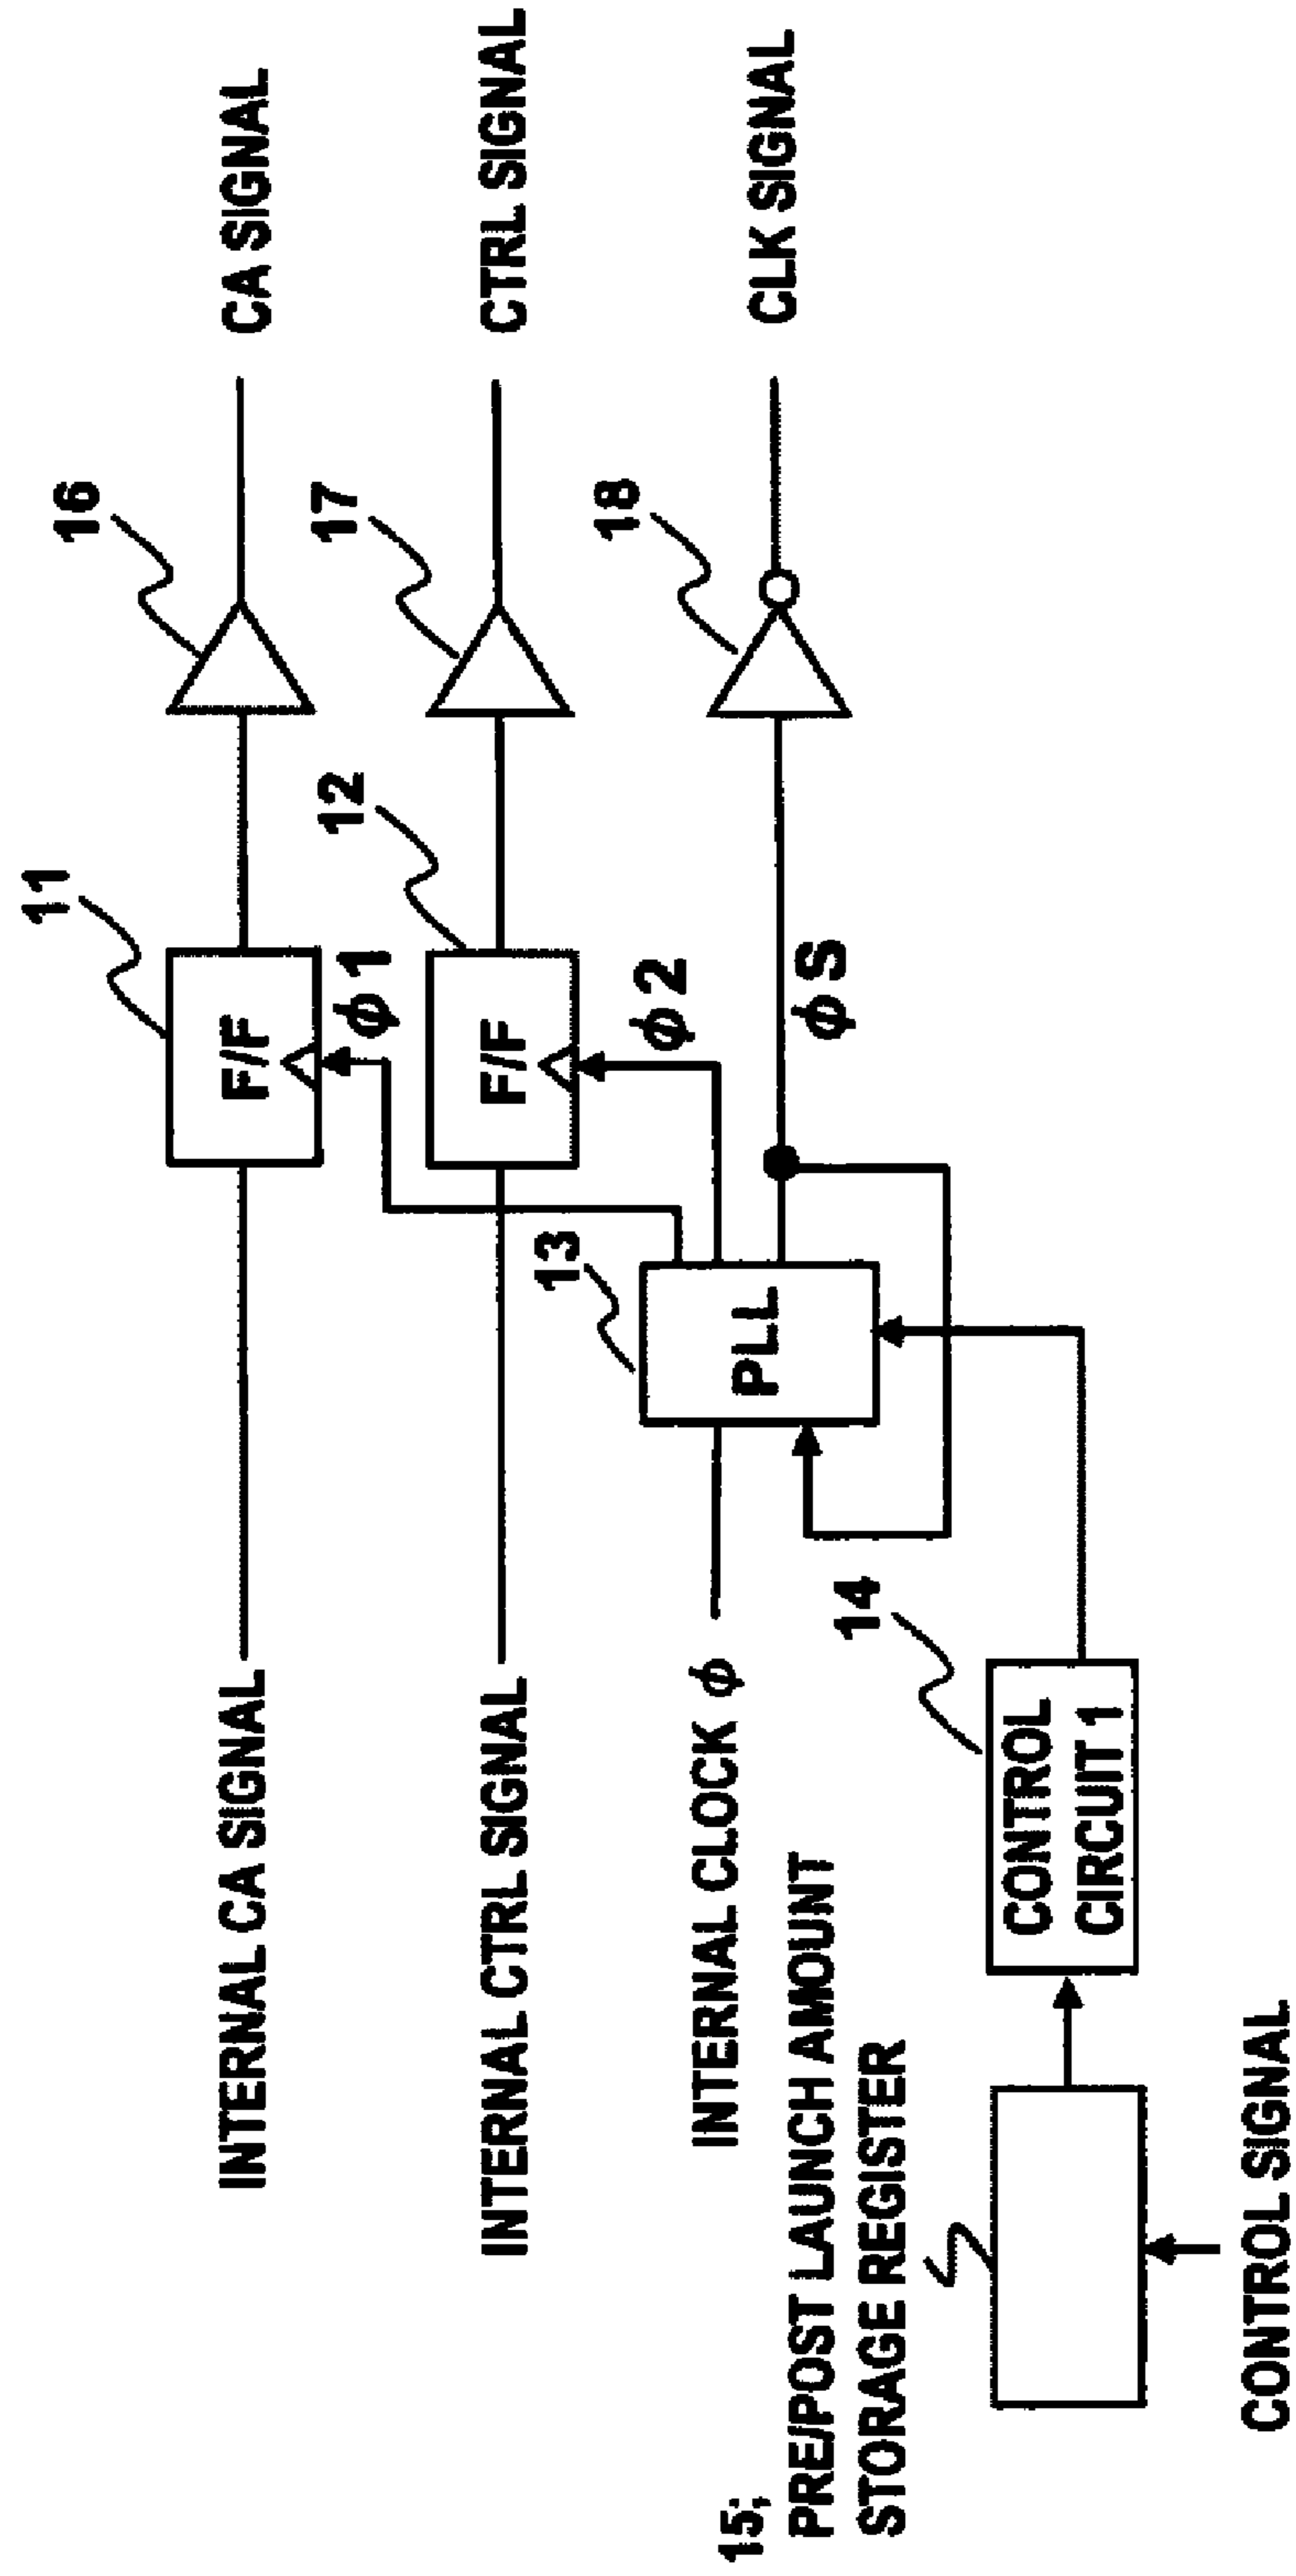 11
16
INTERNAL CA SIGNAL
F/F
CA SIGNAL
φ1
12
17
INTERNAL CTRL SIGNAL
F/F
CTRL SIGNAL
φ2
13
18
INTERNAL CLOCK φ
PLL
CLK SIGNAL
φS
15;
PRE/POST LAUNCH AMOUNT
STORAGE REGISTER
14
CONTROL
CIRCUIT 1
CONTROL SIGNAL